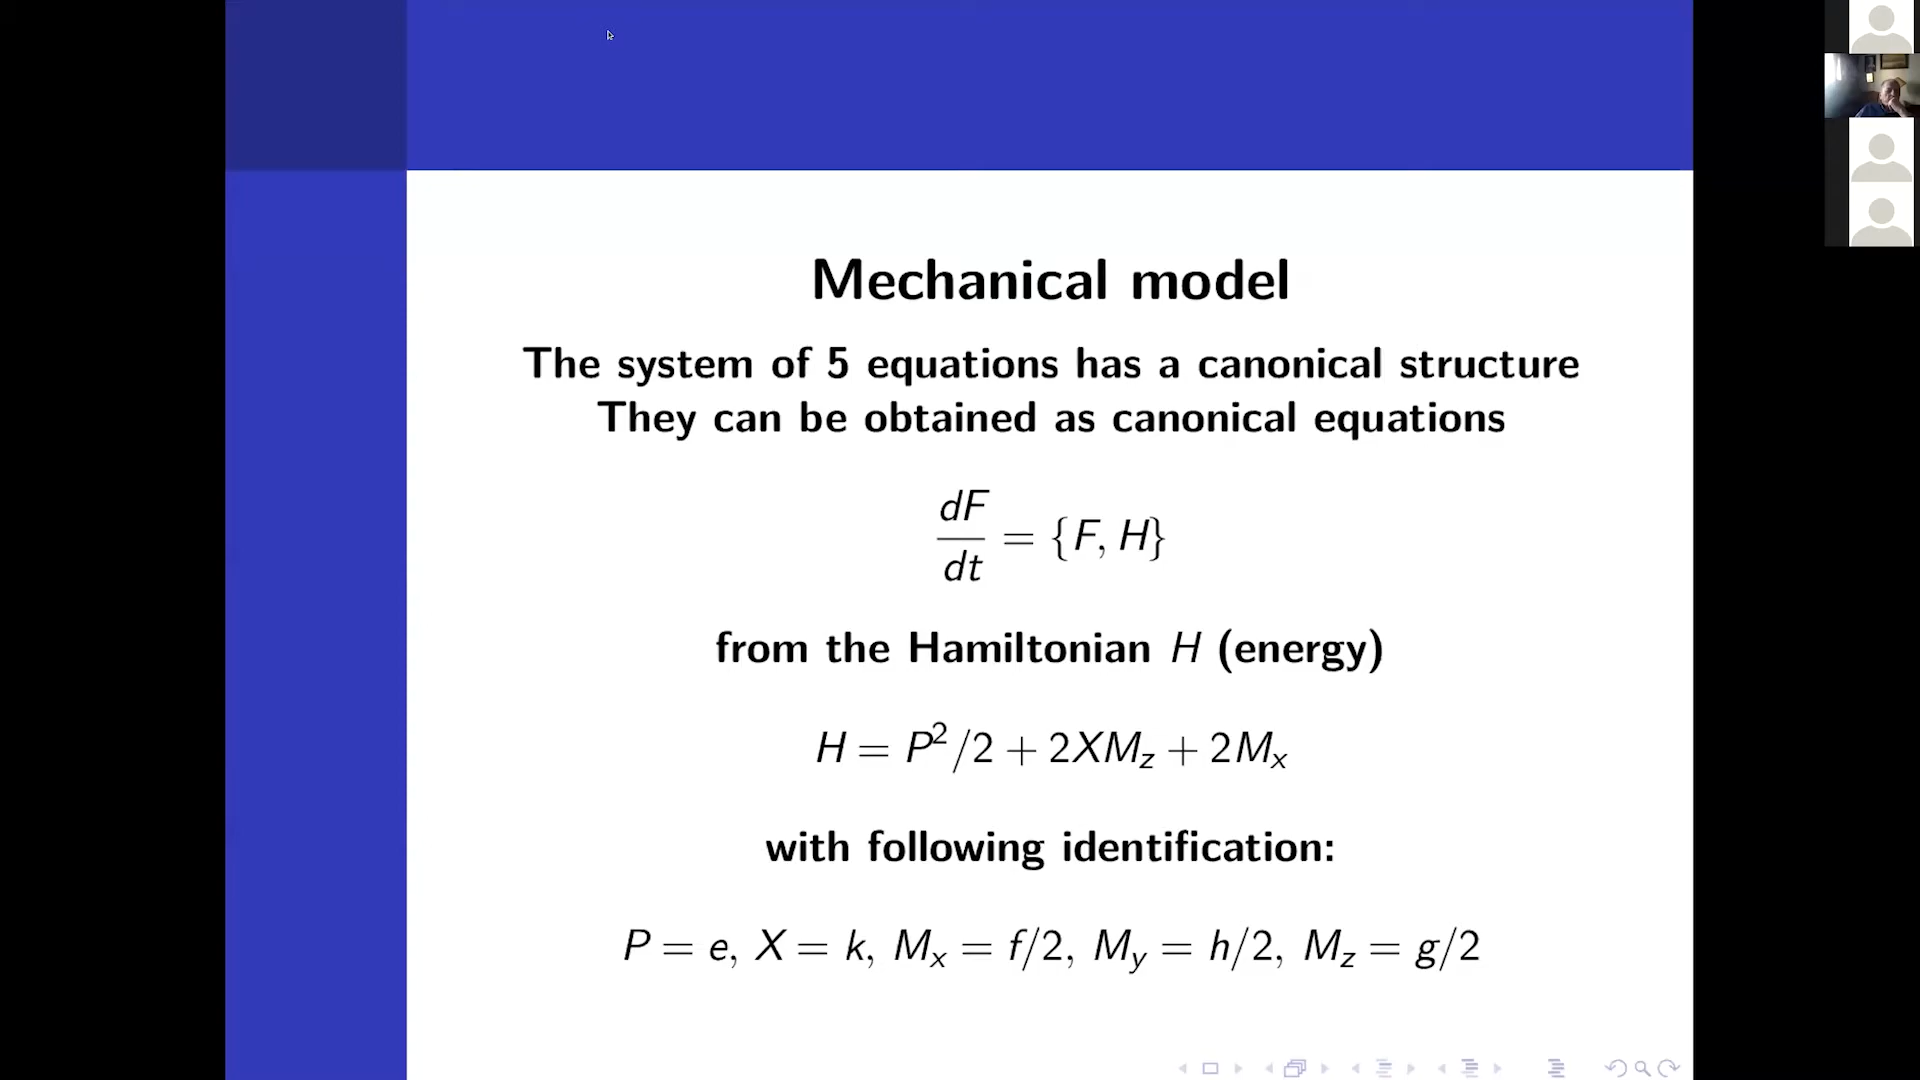 Mechanical model
The system of 5 equations has a canonical structure
They can be obtained as canonical equations
dF/dt = {F, H}
from the Hamiltonian H (energy)
H = P²/2 + 2XM_z + 2M_x
with following identification:
P = e, X = k, M_x = f/2, M_y = h/2, M_z = g/2